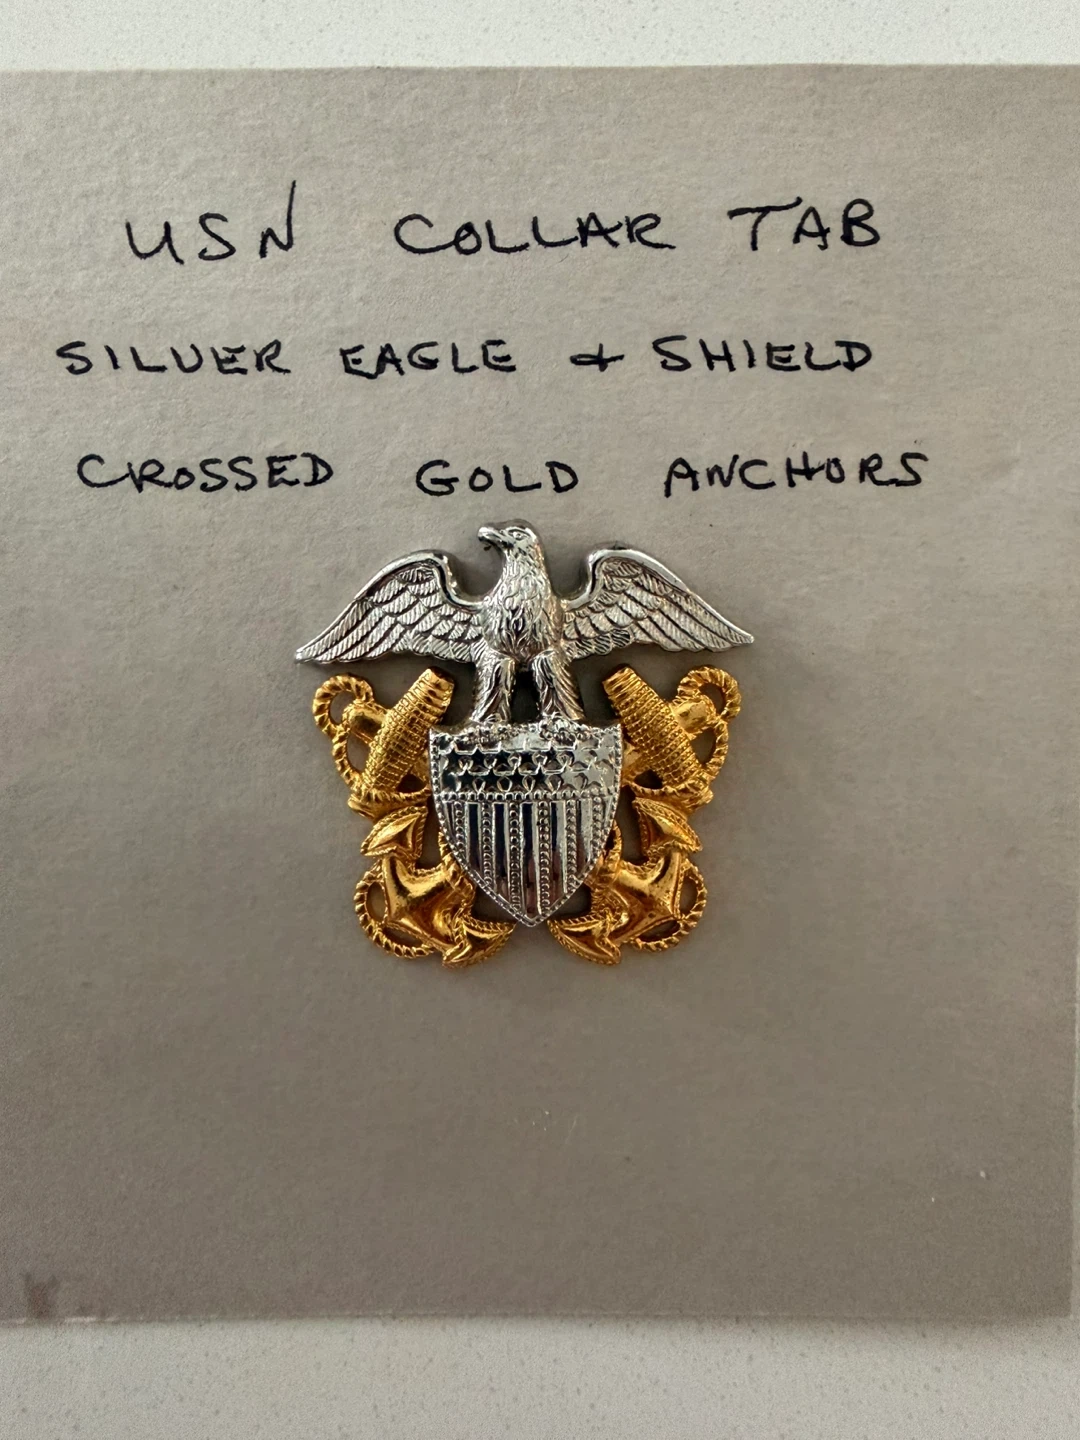 USN COLLAR TAB
SILVER EAGLE & SHIELD
CROSSED GOLD ANCHORS